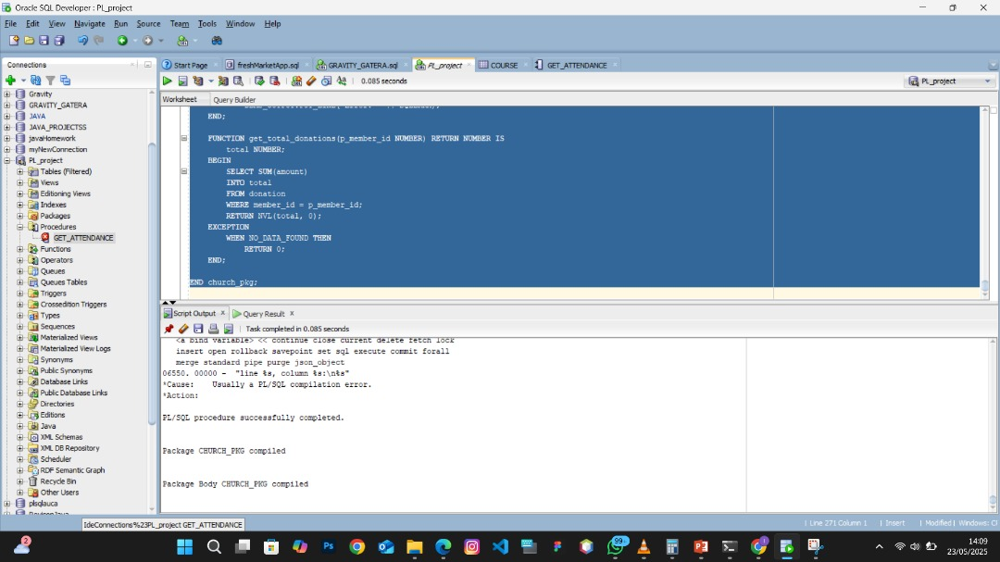 Oracle SQL Developer : PL_project
File Edit View Navigate Run Source Team Tools Window Help
Connections
Start Page freshMarketApp.sql GRAVITY_GATERA.sql PL_project COURSE GET_ATTENDANCE
0.085 seconds PL_project
Worksheet Query Builder
Gravity
GRAVITY_GATERA
JAVA
JAVA_PROJECTSS
javaHomework
myNewConnection
PL_project
Tables (Filtered)
Views
Editioning Views
Indexes
Packages
Procedures
GET_ATTENDANCE
Functions
Operators
Queues
Queues Tables
Triggers
Crossedition Triggers
Types
Sequences
Materialized Views
Materialized View Logs
Synonyms
Public Synonyms
Database Links
Public Database Links
Directories
Editions
Java
XML Schemas
XML DB Repository
Scheduler
RDF Semantic Graph
Recycle Bin
Other Users
plsqlauca
END;
FUNCTION get_total_donations(p_member_id NUMBER) RETURN NUMBER IS
total NUMBER;
BEGIN
SELECT SUM(amount)
INTO total
FROM donation
WHERE member_id = p_member_id;
RETURN NVL(total, 0);
EXCEPTION
WHEN NO_DATA_FOUND THEN
RETURN 0;
END;
END church_pkg;
Script Output x Query Result x
Task completed in 0.085 seconds
<a bind variable> << continue close current delete fetch lock
insert open rollback savepoint set sql execute commit forall
merge standard pipe purge json_object
06550. 00000 - "line %s, column %s:\n%s"
*Cause: Usually a PL/SQL compilation error.
*Action:
PL/SQL procedure successfully completed.
Package CHURCH_PKG compiled
Package Body CHURCH_PKG compiled
IdeConnections%23PL_project GET_ATTENDANCE
Line 271 Column 1 Insert Modified Windows: C
2
Ps
99+
14:09
23/05/2025